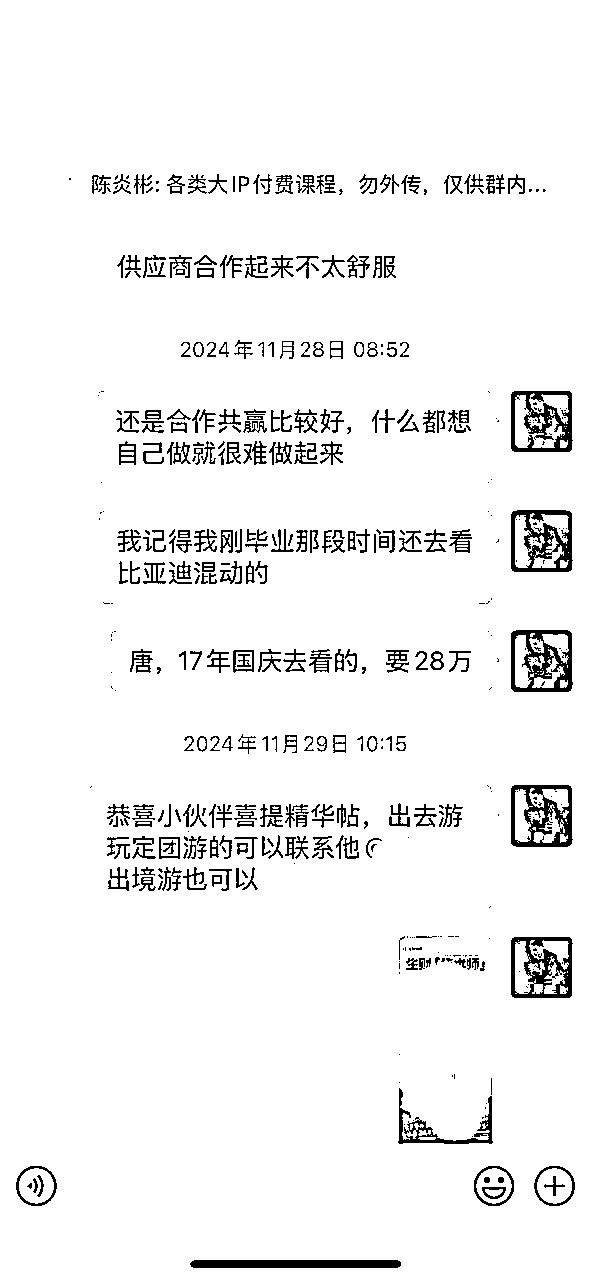 陈炎彬: 各类大IP付费课程，勿外传，仅供群内...
供应商合作起来不太舒服
2024年11月28日 08:52
还是合作共赢比较好，什么都想
自己做就很难做起来
我记得我刚毕业那段时间还去看
比亚迪混动的
唐，17年国庆去看的，要28万
2024年11月29日 10:15
恭喜小伙伴喜提精华帖，出去游
玩定团游的可以联系他
出境游也可以